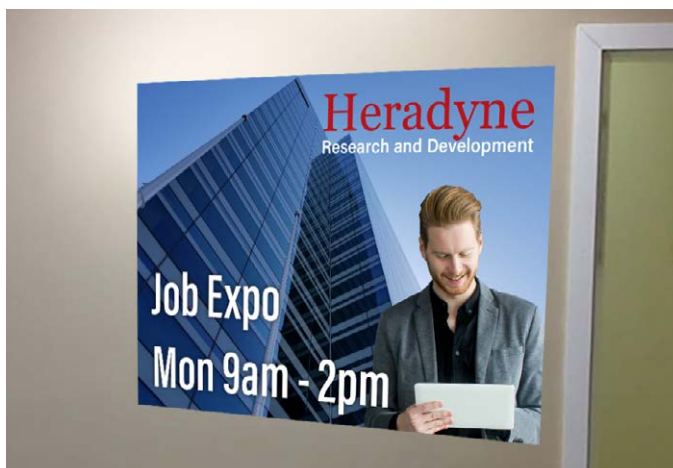 Heradyne
Research and Development
Job Expo
Mon 9am - 2pm